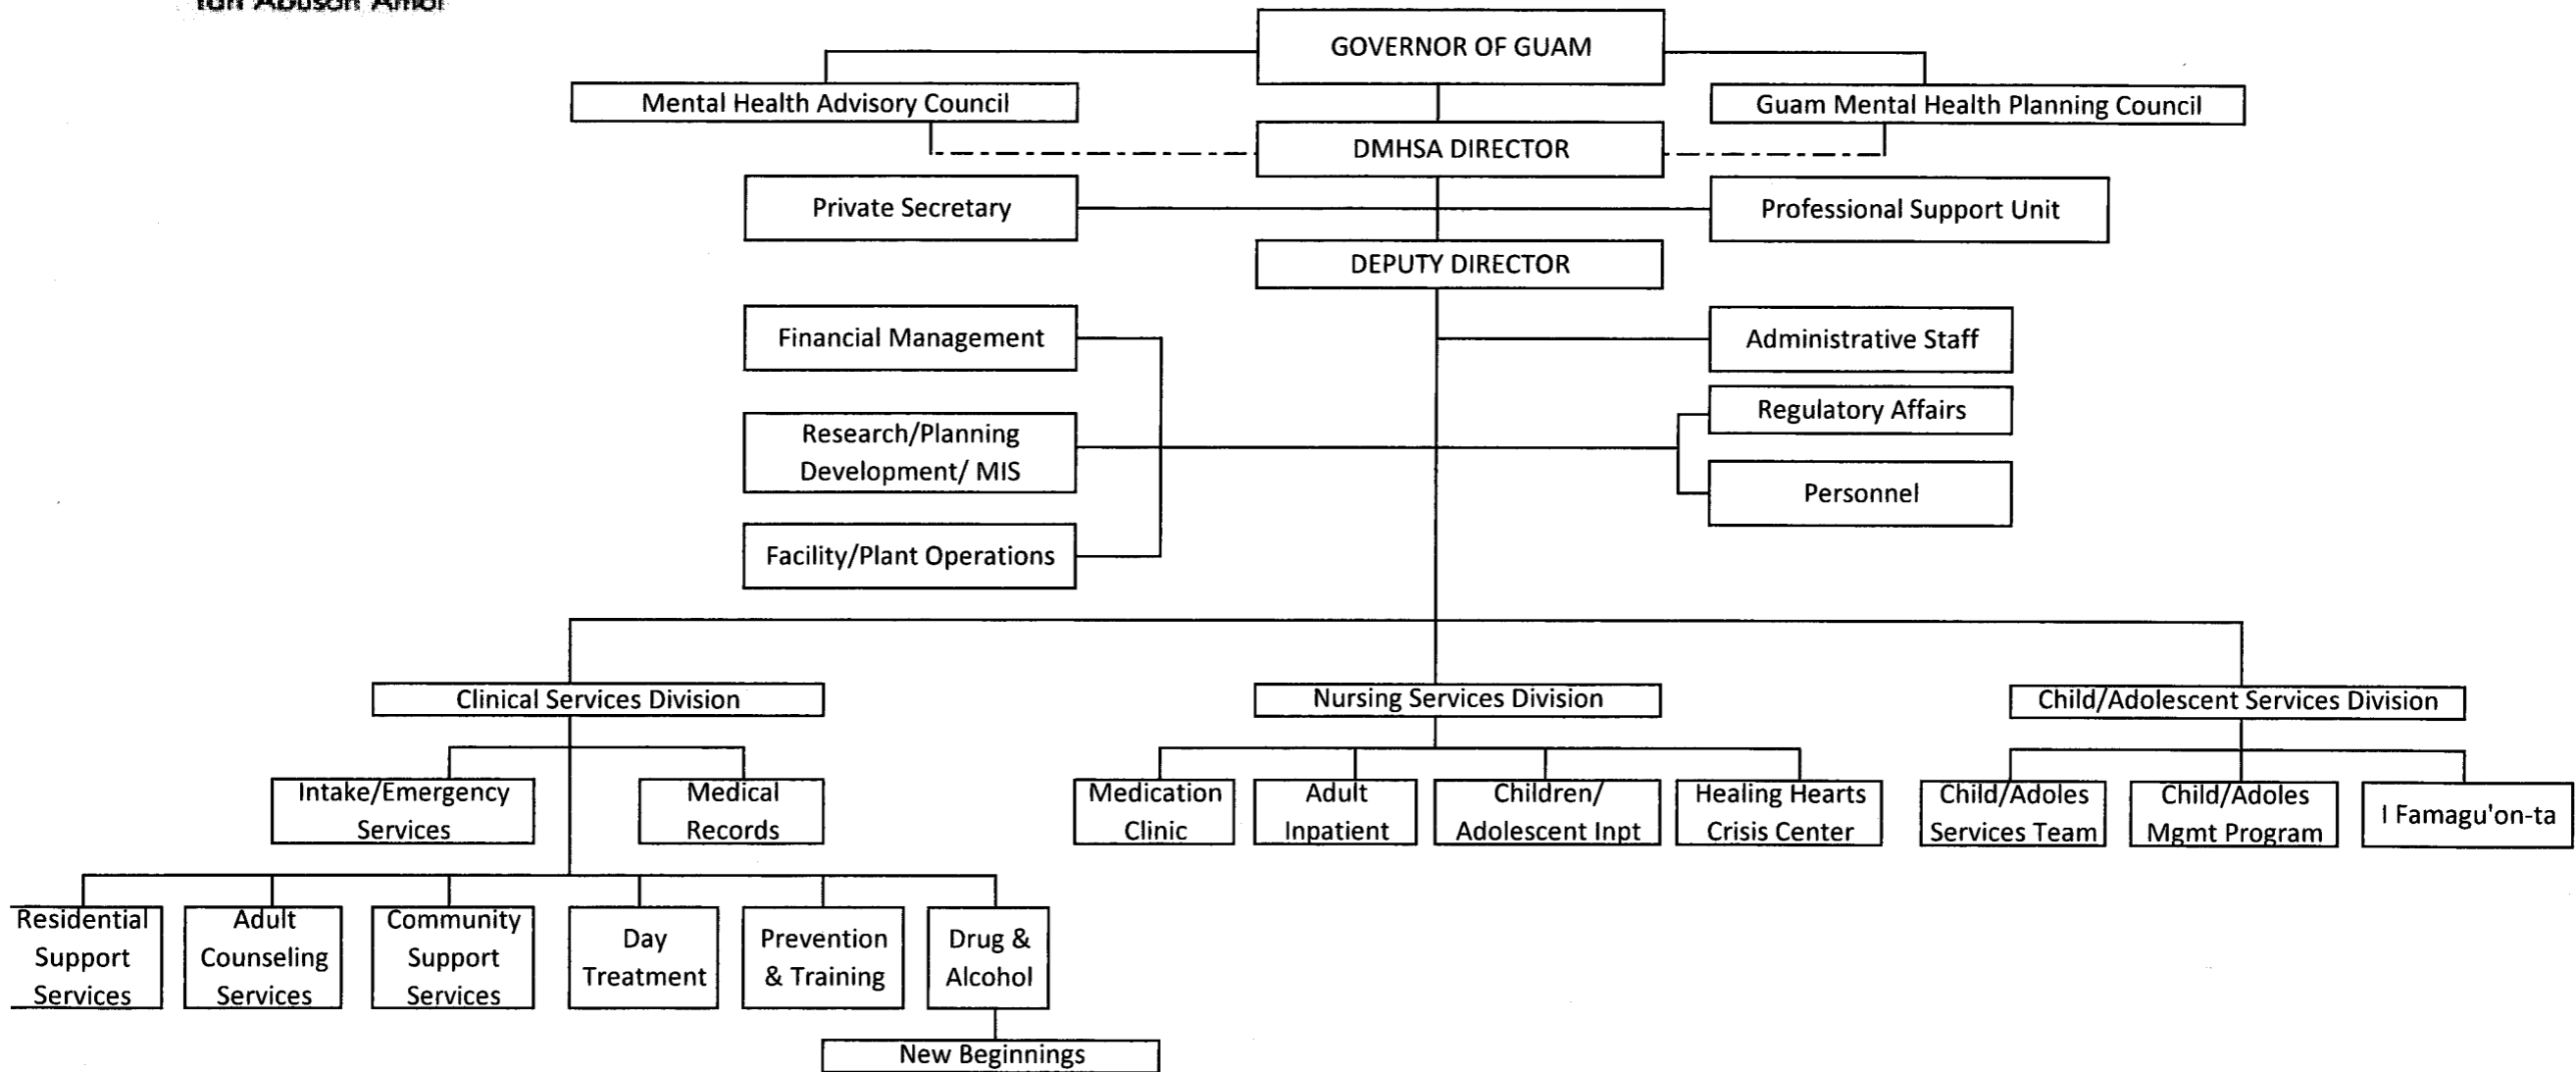 GOVERNOR OF GUAM
Mental Health Advisory Council
Guam Mental Health Planning Council
DMHSA DIRECTOR
Private Secretary
Professional Support Unit
DEPUTY DIRECTOR
Financial Management
Administrative Staff
Research/Planning
Development/ MIS
Regulatory Affairs
Personnel
Facility/Plant Operations
Clinical Services Division
Nursing Services Division
Child/Adolescent Services Division
Intake/Emergency
Services
Medical
Records
Medication
Clinic
Adult
Inpatient
Children/
Adolescent Inpt
Healing Hearts
Crisis Center
Child/Adoles
Services Team
Child/Adoles
Mgmt Program
I Famagu'on-ta
Residential
Support
Services
Adult
Counseling
Services
Community
Support
Services
Day
Treatment
Prevention
& Training
Drug &
Alcohol
New Beginnings